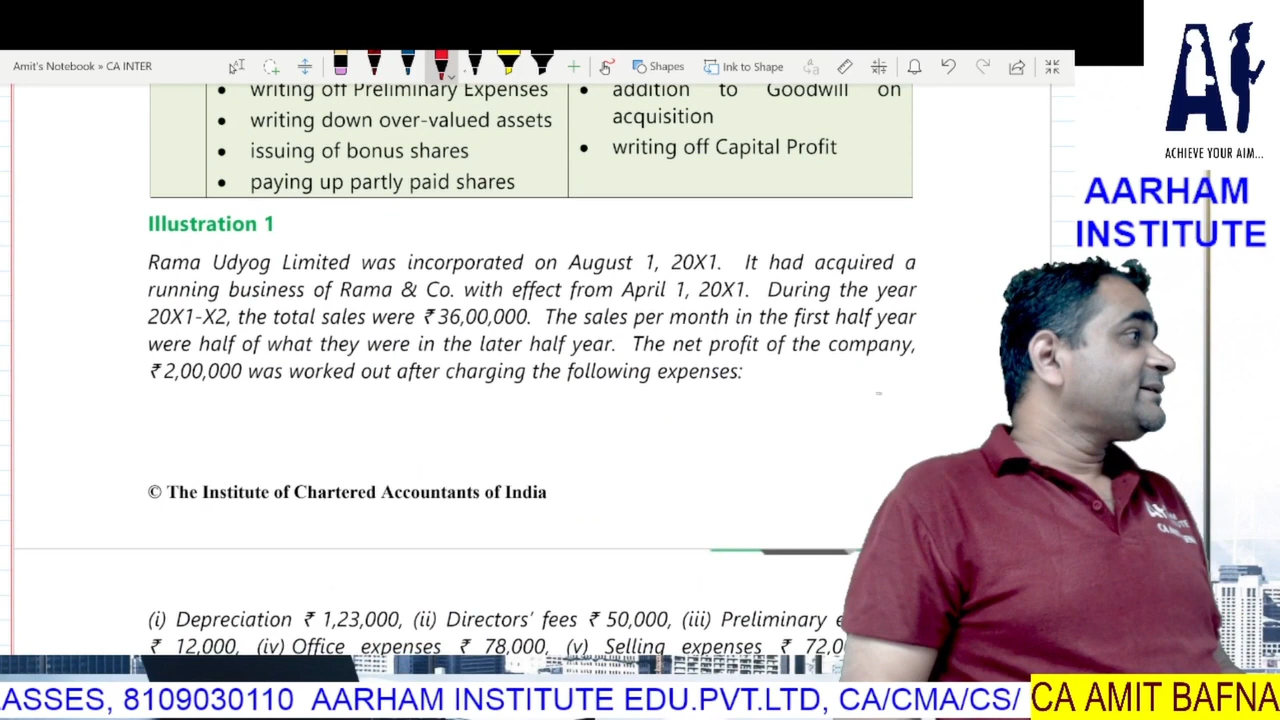 Amit's Notebook » CA INTER
Shapes
Ink to Shape
ACHIEVE YOUR AIM...
AARHAM
INSTITUTE
• writing off Preliminary Expenses
• writing down over-valued assets
• issuing of bonus shares
• paying up partly paid shares
• addition to Goodwill on
acquisition
• writing off Capital Profit
Illustration 1
Rama Udyog Limited was incorporated on August 1, 20X1. It had acquired a
running business of Rama & Co. with effect from April 1, 20X1. During the year
20X1-X2, the total sales were ₹ 36,00,000. The sales per month in the first half year
were half of what they were in the later half year. The net profit of the company,
₹ 2,00,000 was worked out after charging the following expenses:
© The Institute of Chartered Accountants of India
(i) Depreciation ₹ 1,23,000, (ii) Directors' fees ₹ 50,000, (iii) Preliminary
₹ 12,000, (iv) Office expenses ₹ 78,000, (v) Selling expenses ₹
ASSES, 8109030110 AARHAM INSTITUTE EDU.PVT.LTD, CA/CMA/CS/
CA AMIT BAFNA